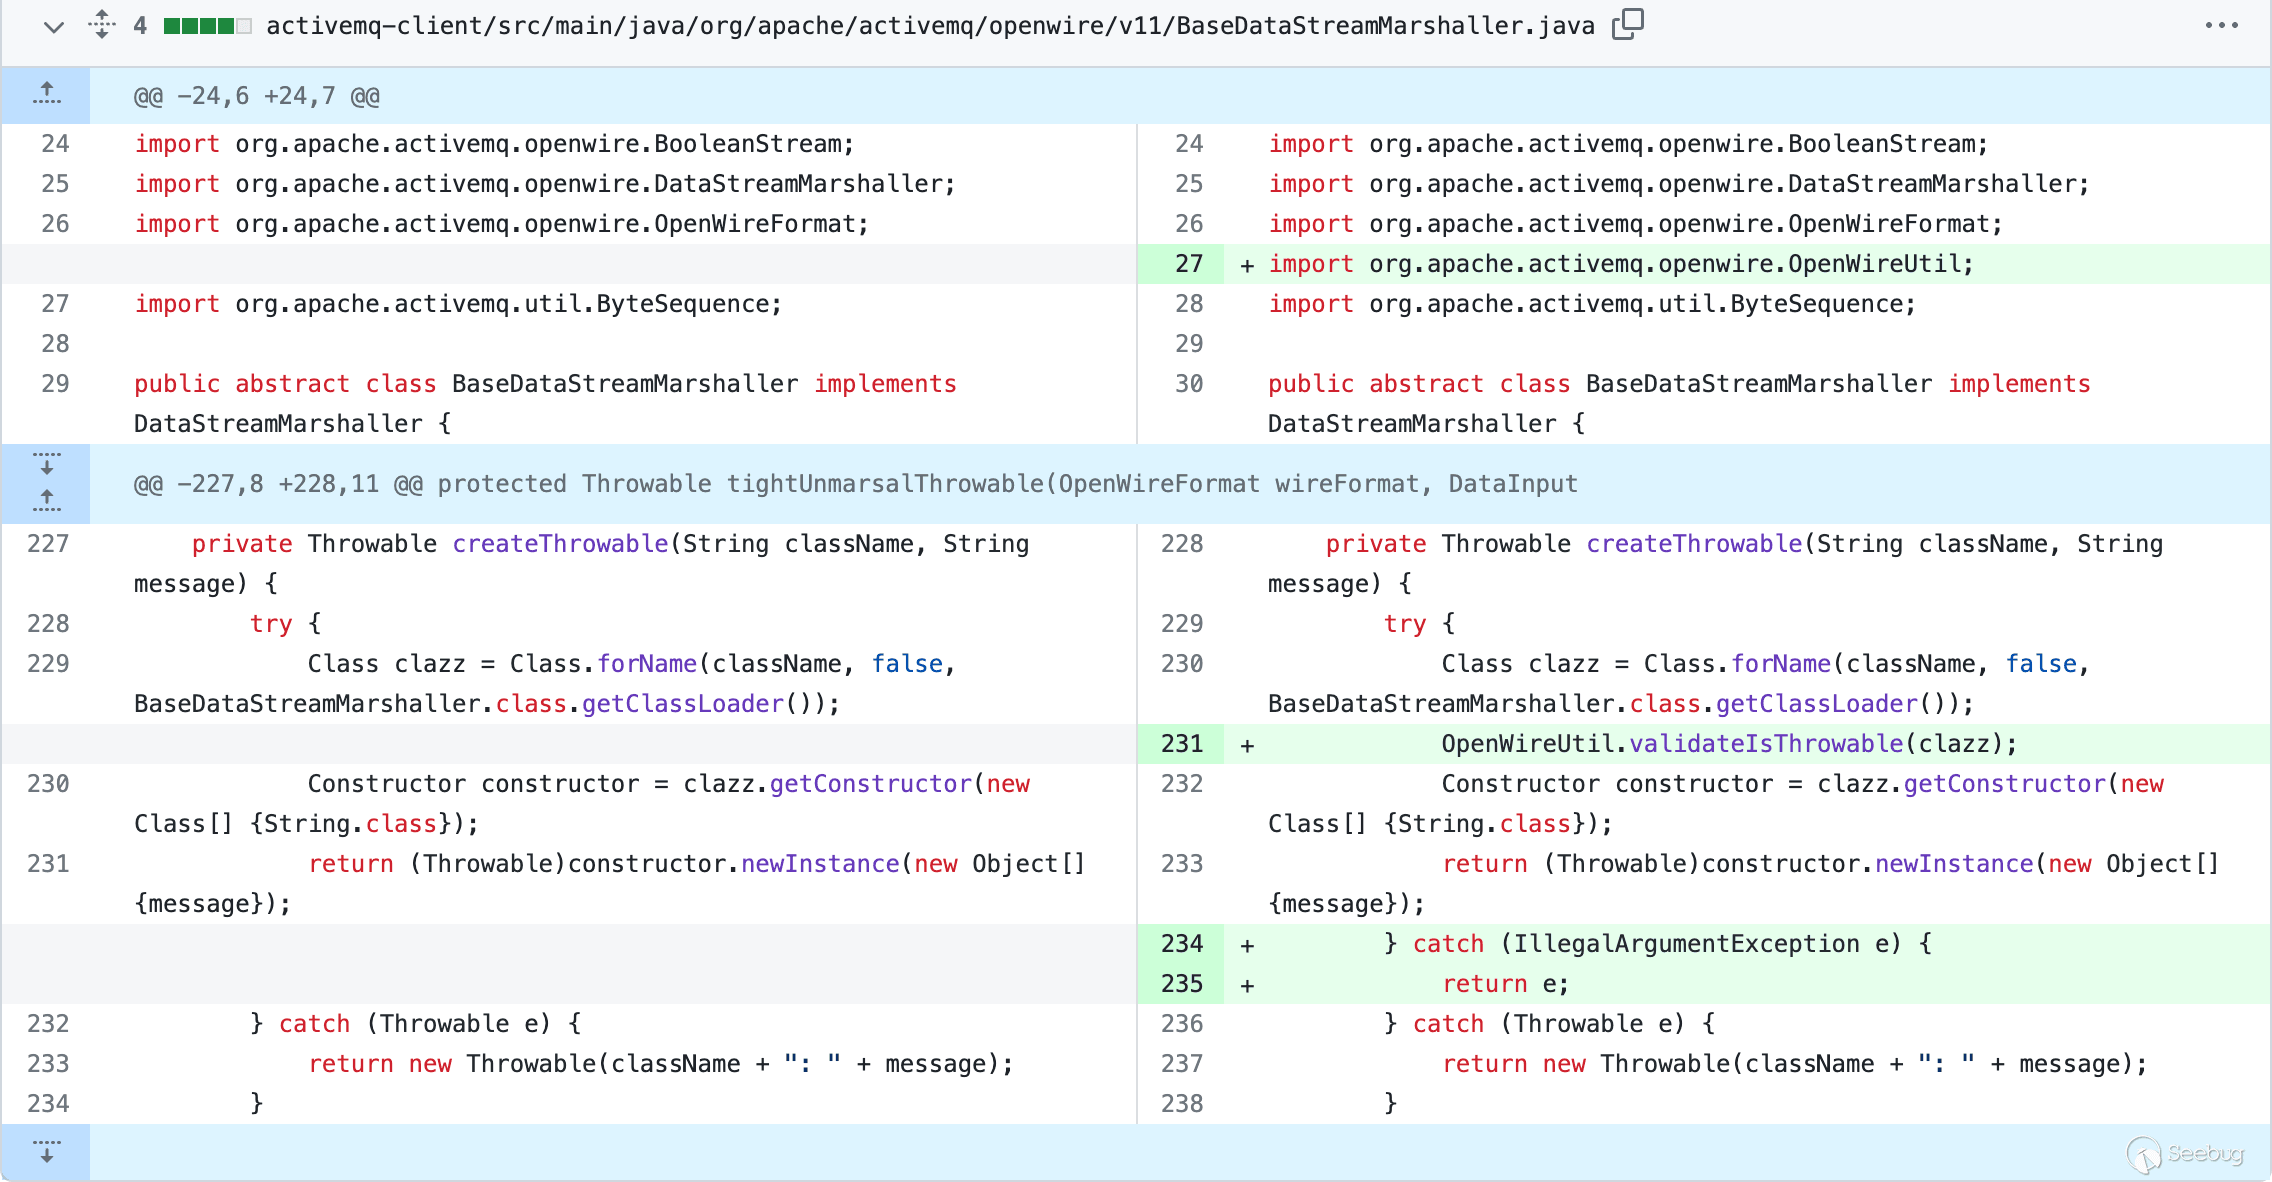 4 activemq-client/src/main/java/org/apache/activemq/openwire/v11/BaseDataStreamMarshaller.java
@@ -24,6 +24,7 @@
24 import org.apache.activemq.openwire.BooleanStream; 24 import org.apache.activemq.openwire.BooleanStream;
25 import org.apache.activemq.openwire.DataStreamMarshaller; 25 import org.apache.activemq.openwire.DataStreamMarshaller;
26 import org.apache.activemq.openwire.OpenWireFormat; 26 import org.apache.activemq.openwire.OpenWireFormat;
27 + import org.apache.activemq.openwire.OpenWireUtil;
27 import org.apache.activemq.util.ByteSequence; 28 import org.apache.activemq.util.ByteSequence;
28 29
29 public abstract class BaseDataStreamMarshaller implements 30 public abstract class BaseDataStreamMarshaller implements
DataStreamMarshaller { DataStreamMarshaller {
@@ -227,8 +228,11 @@ protected Throwable tightUnmarsalThrowable(OpenWireFormat wireFormat, DataInput
227 private Throwable createThrowable(String className, String 228 private Throwable createThrowable(String className, String
message) { message) {
228 try { 229 try {
229 Class clazz = Class.forName(className, false, 230 Class clazz = Class.forName(className, false,
BaseDataStreamMarshaller.class.getClassLoader()); BaseDataStreamMarshaller.class.getClassLoader());
231 + OpenWireUtil.validateIsThrowable(clazz);
230 Constructor constructor = clazz.getConstructor(new 232 Constructor constructor = clazz.getConstructor(new
Class[] {String.class}); Class[] {String.class});
231 return (Throwable)constructor.newInstance(new Object[] 233 return (Throwable)constructor.newInstance(new Object[]
{message}); {message});
234 + } catch (IllegalArgumentException e) {
235 + return e;
232 } catch (Throwable e) { 236 } catch (Throwable e) {
233 return new Throwable(className + ": " + message); 237 return new Throwable(className + ": " + message);
234 } 238 }
Seebug